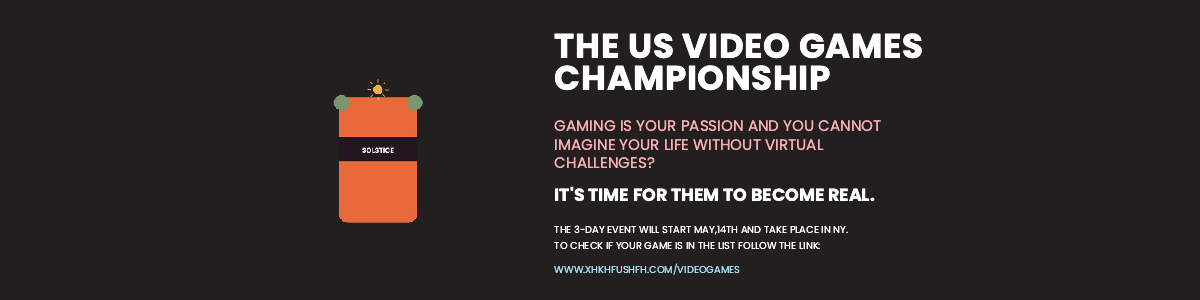 SOLSTICE
THE US VIDEO GAMES
CHAMPIONSHIP
GAMING IS YOUR PASSION AND YOU CANNOT
IMAGINE YOUR LIFE WITHOUT VIRTUAL
CHALLENGES?
IT'S TIME FOR THEM TO BECOME REAL.
THE 3-DAY EVENT WILL START MAY,14TH AND TAKE PLACE IN NY.
TO CHECK IF YOUR GAME IS IN THE LIST FOLLOW THE LINK:
WWW.XHKHFUSHFH.COM/VIDEOGAMES